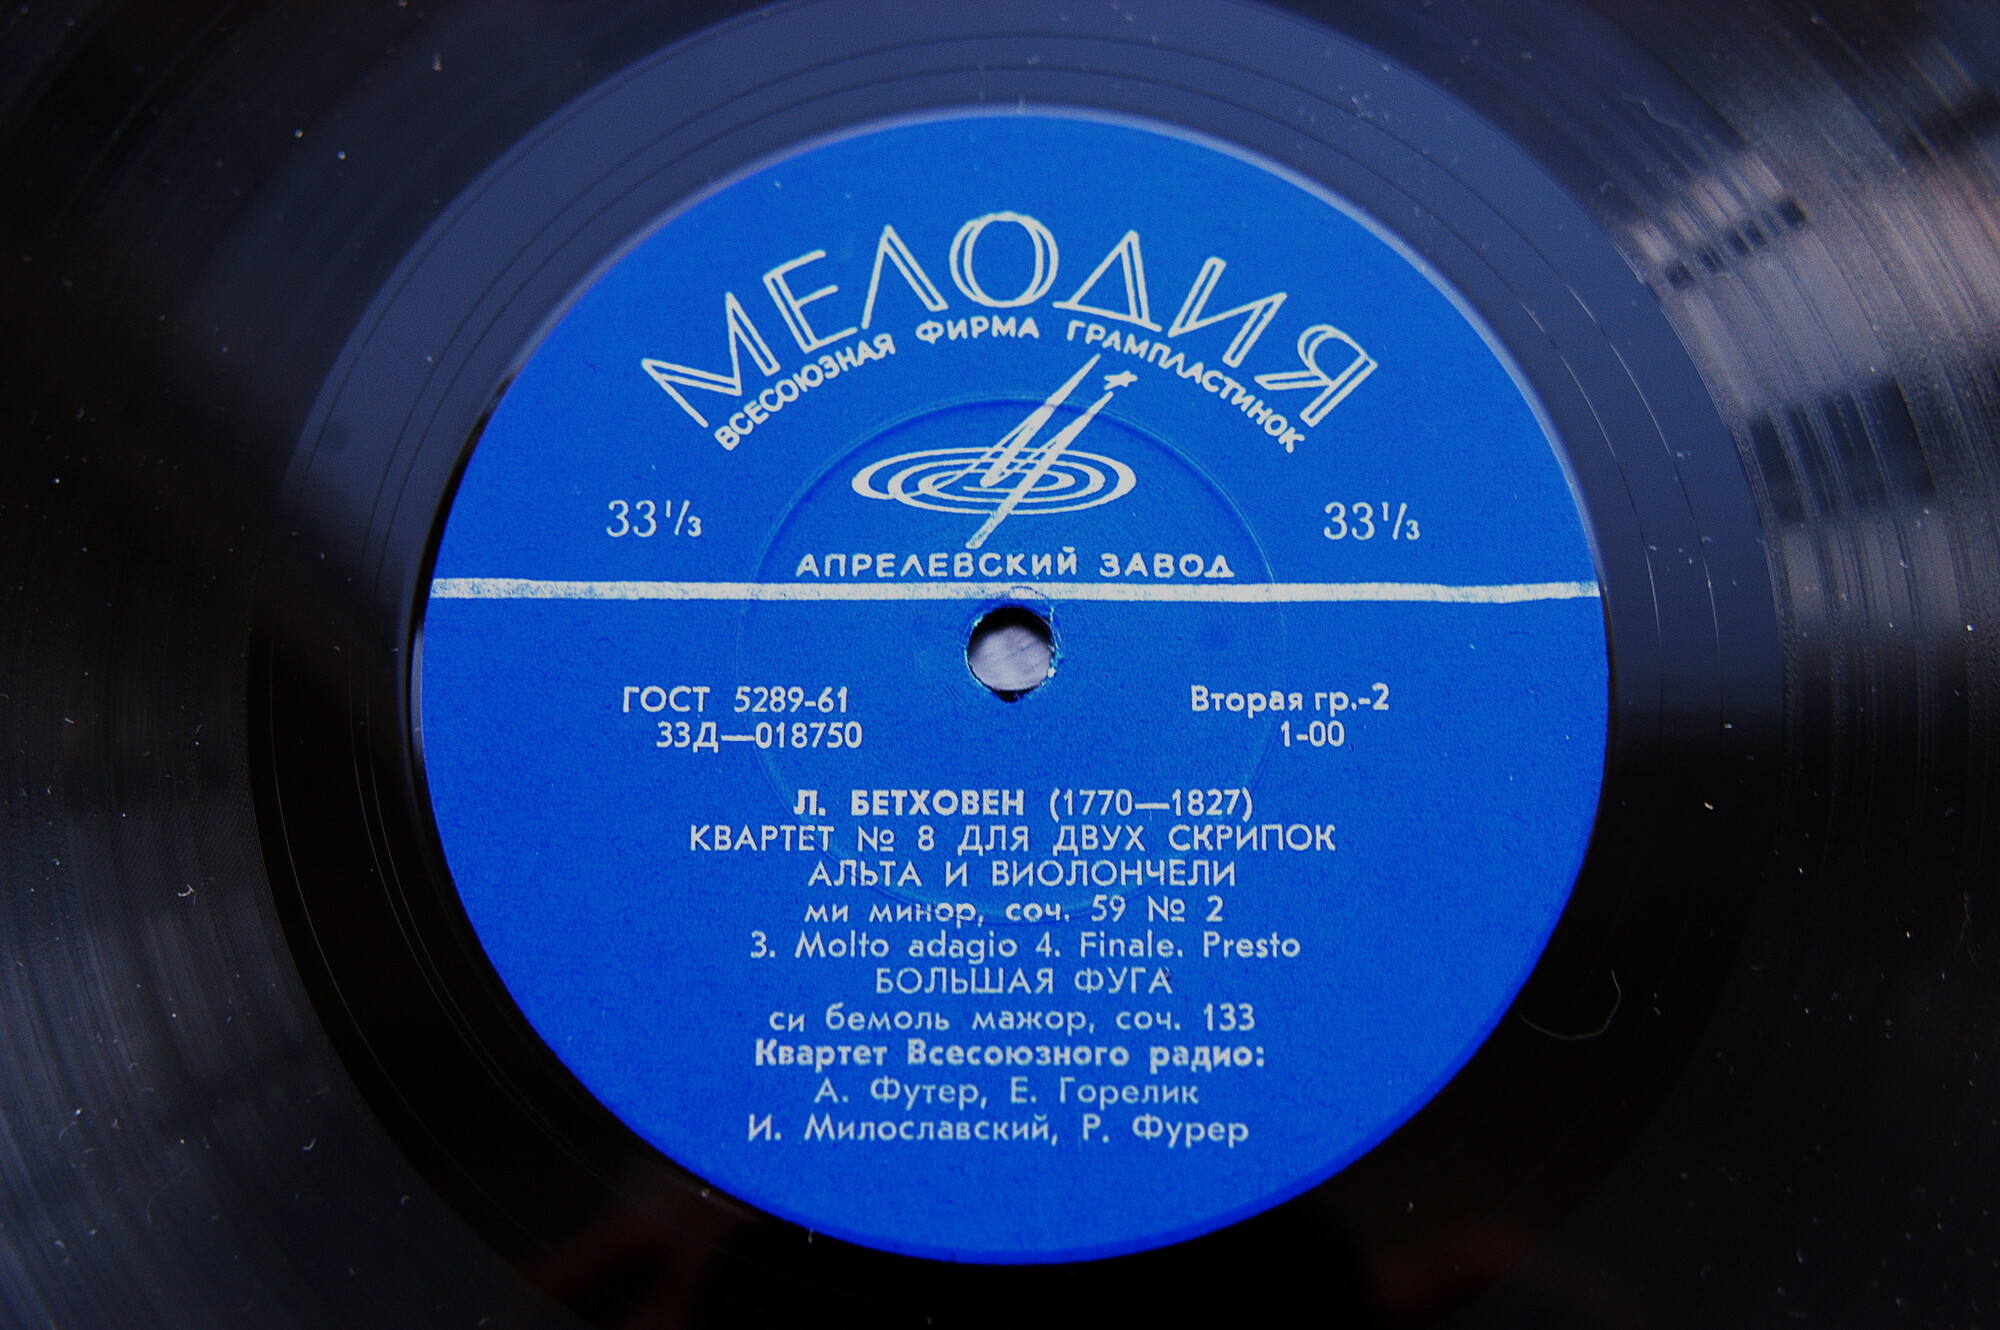 МЕЛОДИЯ
ВСЕСОЮЗНАЯ ФИРМА ГРАМПЛАСТИНОК
33⅓ 33⅓
АПРЕЛЕВСКИЙ ЗАВОД
ГОСТ 5289-61 Вторая гр.-2
33Д—018750 1-00
Л. БЕТХОВЕН (1770—1827)
КВАРТЕТ № 8 ДЛЯ ДВУХ СКРИПОК
АЛЬТА И ВИОЛОНЧЕЛИ
ми минор, соч. 59 № 2
3. Molto adagio 4. Finale. Presto
БОЛЬШАЯ ФУГА
си бемоль мажор, соч. 133
Квартет Всесоюзного радио:
А. Футер, Е. Горелик
И. Милославский, Р. Фурер